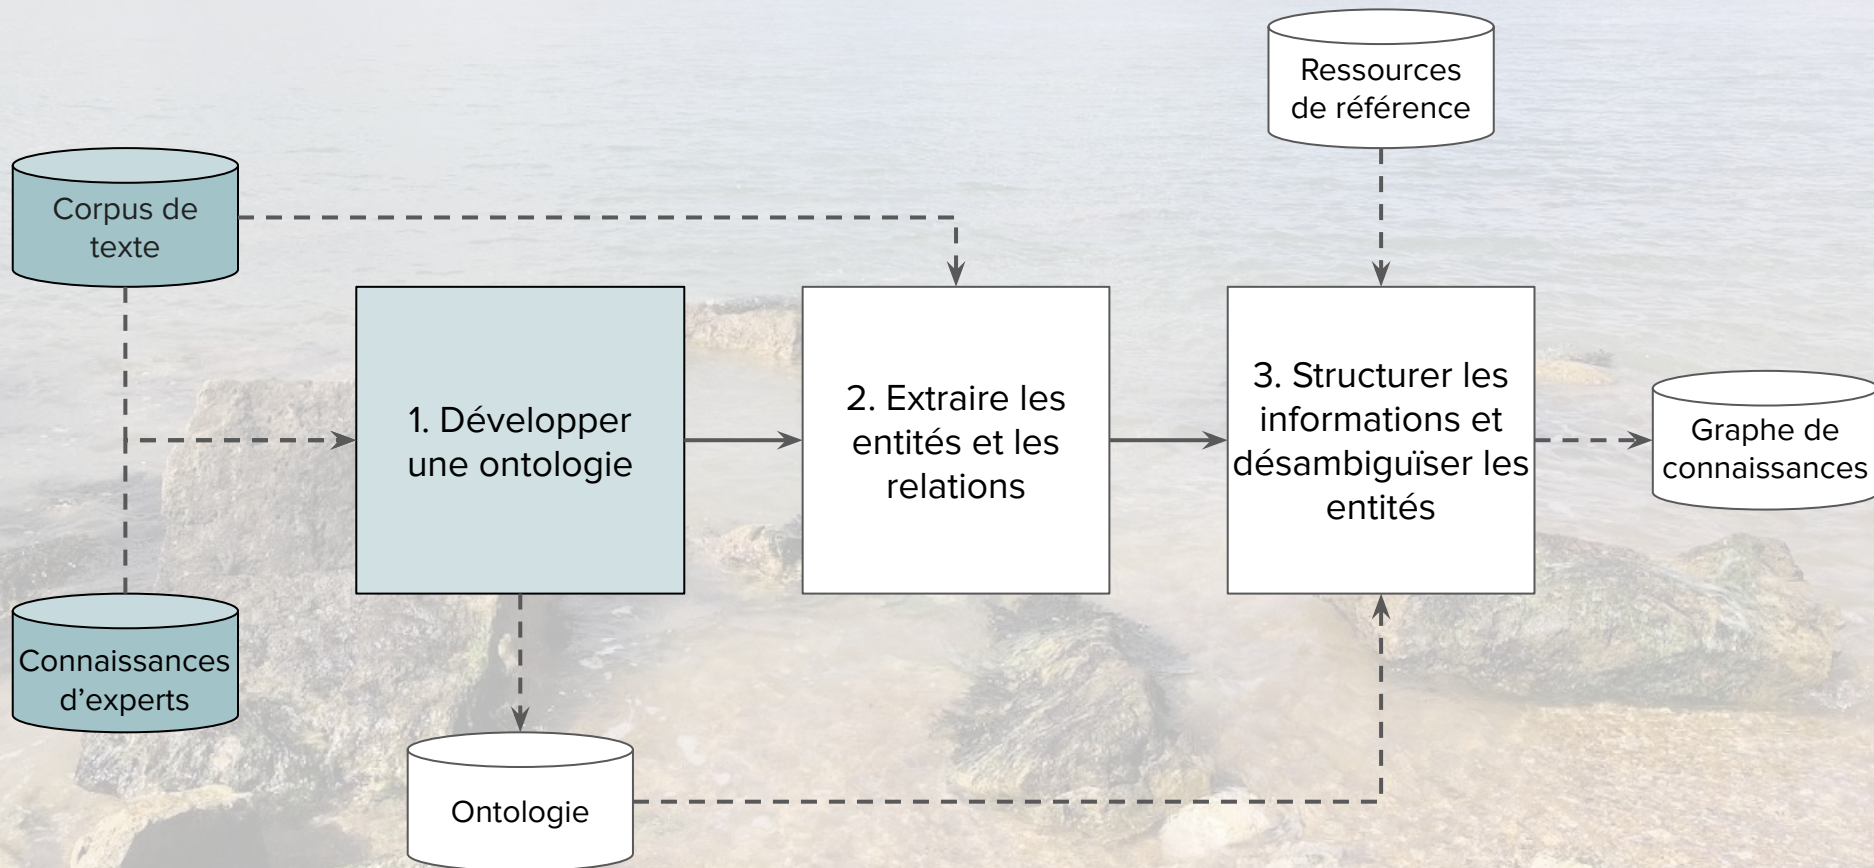 Ressources
de référence
Corpus de
texte
1. Développer
une ontologie
2. Extraire les
entités et les
relations
3. Structurer les
informations et
désambiguïser les
entités
Graphe de
connaissances
Connaissances
d’experts
Ontologie